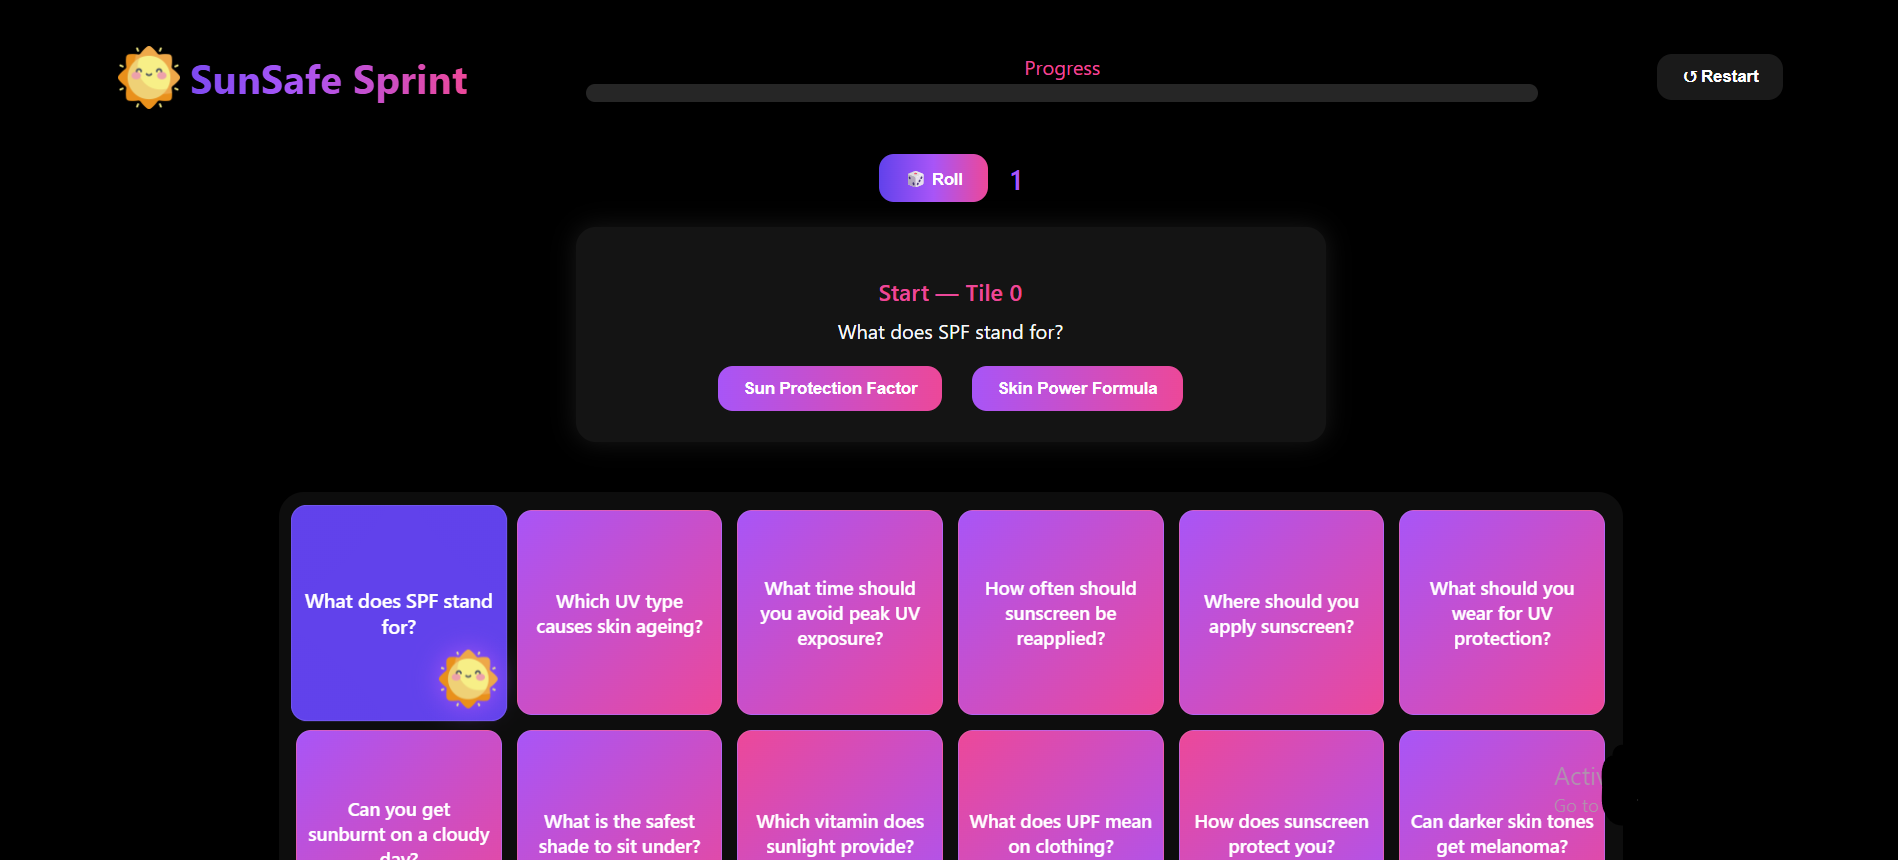 SunSafe Sprint
Progress
↺ Restart
🎲 Roll
1
Start — Tile 0
What does SPF stand for?
Sun Protection Factor
Skin Power Formula
What does SPF stand
for?
Which UV type
causes skin ageing?
What time should
you avoid peak UV
exposure?
How often should
sunscreen be
reapplied?
Where should you
apply sunscreen?
What should you
wear for UV
protection?
Can you get
sunburnt on a cloudy
day?
What is the safest
shade to sit under?
Which vitamin does
sunlight provide?
What does UPF mean
on clothing?
How does sunscreen
protect you?
Can darker skin tones
get melanoma?
Go to